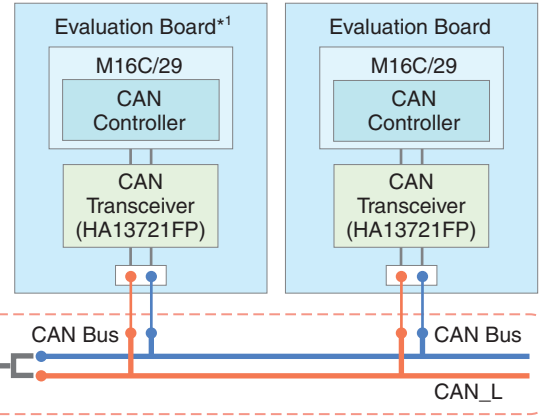 Evaluation Board*1
M16C/29
CAN
Controller
CAN
Transceiver
(HA13721FP)
Evaluation Board
M16C/29
CAN
Controller
CAN
Transceiver
(HA13721FP)
CAN Bus
CAN Bus
CAN_L